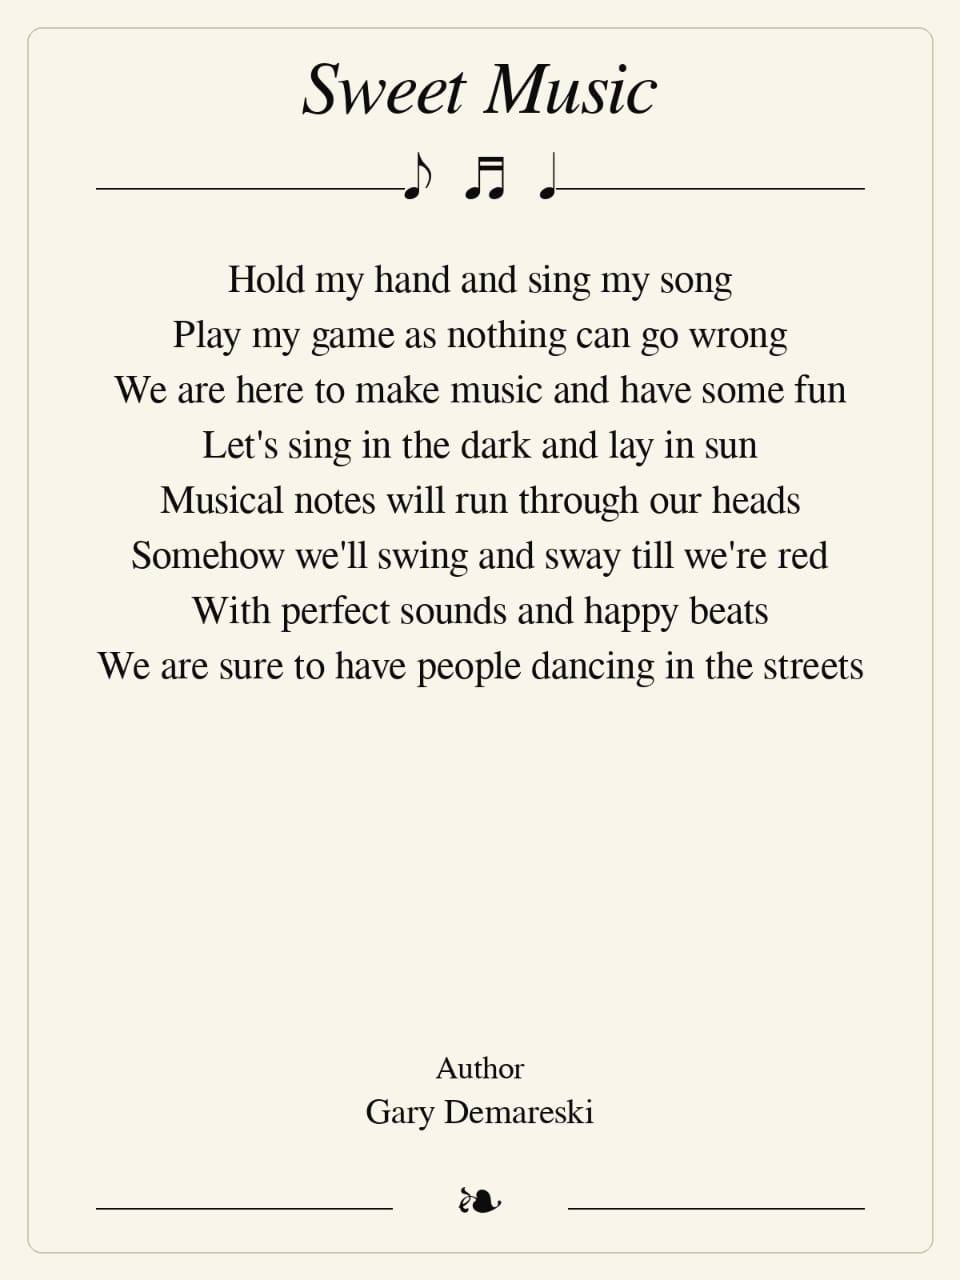 Sweet Music
Hold my hand and sing my song
Play my game as nothing can go wrong
We are here to make music and have some fun
Let's sing in the dark and lay in sun
Musical notes will run through our heads
Somehow we'll swing and sway till we're red
With perfect sounds and happy beats
We are sure to have people dancing in the streets
Author
Gary Demareski